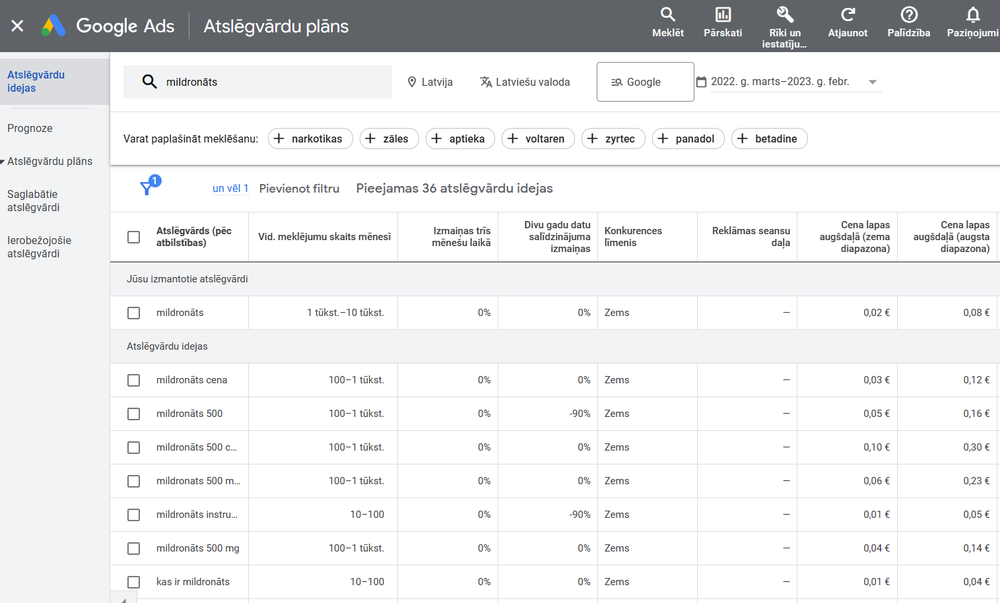 Google Ads
Atslēgvārdu plāns
Meklēt
Pārskati
Rīki un
iestatīju…
Atjaunot
Palīdzība
Paziņojumi
Atslēgvārdu
idejas
Prognoze
Atslēgvārdu plāns
Saglabātie
atslēgvārdi
Ierobežojošie
atslēgvārdi
mildronāts
Latvija
Latviešu valoda
Google
2022. g. marts–2023. g. febr.
Varat paplašināt meklēšanu:
narkotikas
zāles
aptieka
voltaren
zyrtec
panadol
betadine
1
un vēl 1
Pievienot filtru
Pieejamas 36 atslēgvārdu idejas
Atslēgvārds (pēc
atbilstības)
Vid. meklējumu skaits mēnesī
Izmaiņas trīs
mēnešu laikā
Divu gadu datu
salīdzinājuma
izmaiņas
Konkurences
līmenis
Reklāmas seansu
daļa
Cena lapas
augšdaļā (zema
diapazona)
Cena lapas
augšdaļā (augsta
diapazona)
Jūsu izmantotie atslēgvārdi
mildronāts 1 tūkst.–10 tūkst. 0% 0% Zems — 0,02 € 0,08 €
Atslēgvārdu idejas
mildronāts cena 100–1 tūkst. 0% 0% Zems — 0,03 € 0,12 €
mildronāts 500 100–1 tūkst. 0% -90% Zems — 0,05 € 0,16 €
mildronāts 500 c… 100–1 tūkst. 0% 0% Zems — 0,10 € 0,30 €
mildronats 500 m… 100–1 tūkst. 0% 0% Zems — 0,06 € 0,23 €
mildronāts instru… 10–100 0% -90% Zems — 0,01 € 0,05 €
mildronāts 500 mg 100–1 tūkst. 0% 0% Zems — 0,04 € 0,14 €
kas ir mildronāts 10–100 0% 0% Zems — 0,01 € 0,04 €